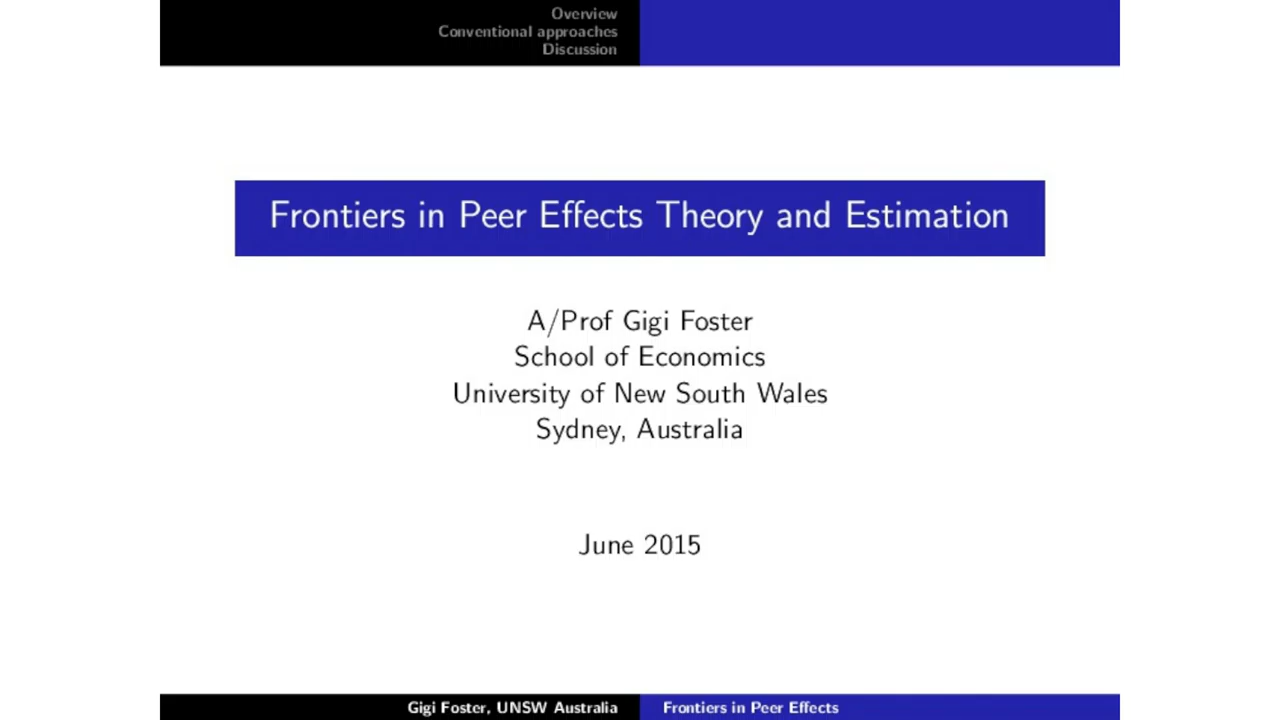 Overview
Conventional approaches
Discussion
Frontiers in Peer Effects Theory and Estimation
A/Prof Gigi Foster
School of Economics
University of New South Wales
Sydney, Australia
June 2015
Gigi Foster, UNSW Australia
Frontiers in Peer Effects